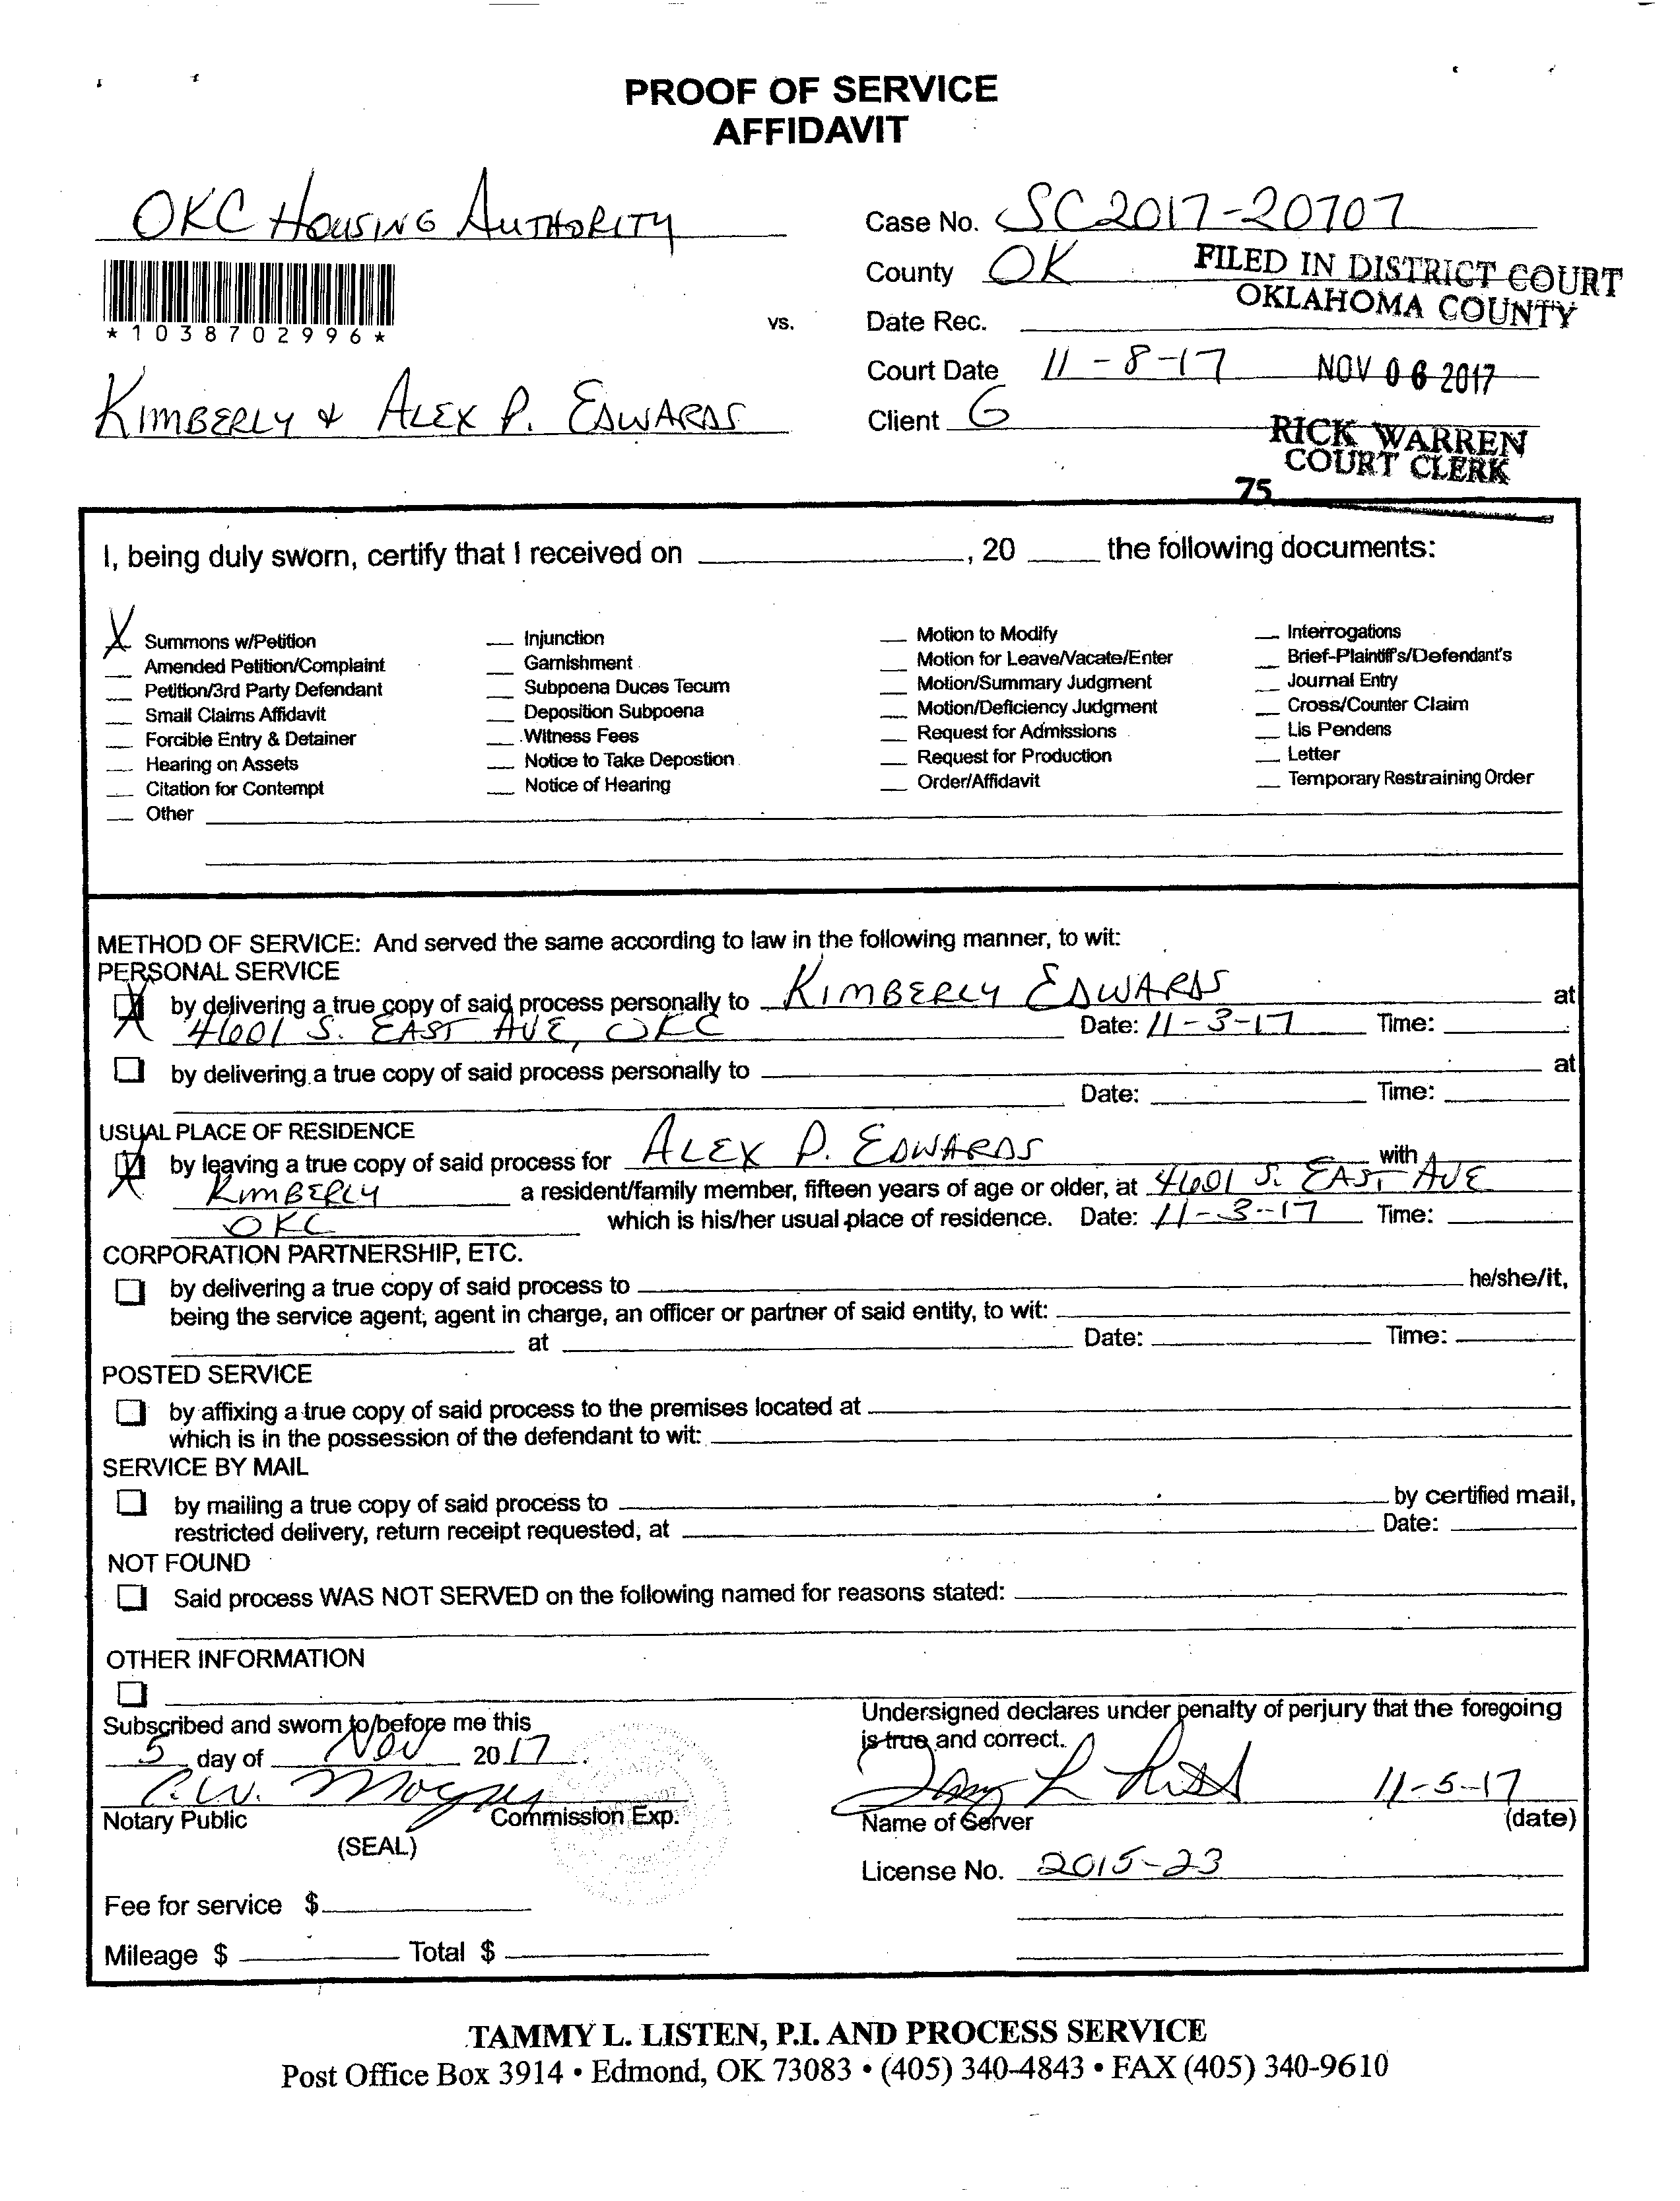 PROOF OF SERVICE
AFFIDAVIT
OKC HOUSING AUTHORITY
Case No. SC2017-20707
County OK
FILED IN DISTRICT COURT
OKLAHOMA COUNTY
*1038702996*
vs.
Date Rec.
Court Date 11-8-17
NOV 06 2017
KIMBERLY & ALEX P. EDWARDS
Client G
RICK WARREN
COURT CLERK
75
I, being duly sworn, certify that I received on ____, 20 ____ the following documents:
X Summons w/Petition
__ Amended Petition/Complaint
__ Petition/3rd Party Defendant
__ Small Claims Affidavit
__ Forcible Entry & Detainer
__ Hearing on Assets
__ Citation for Contempt
__ Other
__ Injunction
__ Garnishment
__ Subpoena Duces Tecum
__ Deposition Subpoena
__ Witness Fees
__ Notice to Take Depostion
__ Notice of Hearing
__ Motion to Modify
__ Motion for Leave/Vacate/Enter
__ Motion/Summary Judgment
__ Motion/Deficiency Judgment
__ Request for Admissions
__ Request for Production
__ Order/Affidavit
__ Interrogations
__ Brief-Plaintiff's/Defendant's
__ Journal Entry
__ Cross/Counter Claim
__ Lis Pendens
__ Letter
__ Temporary Restraining Order
METHOD OF SERVICE: And served the same according to law in the following manner, to wit:
PERSONAL SERVICE
X by delivering a true copy of said process personally to KIMBERLY EDWARDS at
4601 S. EAST AVE, OKC Date: 11-3-17 Time:
by delivering a true copy of said process personally to ____ at
Date: ____ Time:
USUAL PLACE OF RESIDENCE
X by leaving a true copy of said process for ALEX P. EDWARDS with
KIMBERLY a resident/family member, fifteen years of age or older, at 4601 S. EAST AVE
OKC which is his/her usual place of residence. Date: 11-3-17 Time:
CORPORATION PARTNERSHIP, ETC.
by delivering a true copy of said process to ____ he/she/it,
being the service agent, agent in charge, an officer or partner of said entity, to wit:
at ____ Date: ____ Time:
POSTED SERVICE
by affixing a true copy of said process to the premises located at
which is in the possession of the defendant to wit:
SERVICE BY MAIL
by mailing a true copy of said process to ____ by certified mail,
restricted delivery, return receipt requested, at ____ Date:
NOT FOUND
Said process WAS NOT SERVED on the following named for reasons stated:
OTHER INFORMATION
Subscribed and sworn to/before me this
5 day of Nov 2017
Notary Public Commission Exp.
(SEAL)
Fee for service $
Mileage $ ____ Total $
Undersigned declares under penalty of perjury that the foregoing
is true and correct.
11-5-17
Name of Server (date)
License No. 2015-23
TAMMY L. LISTEN, P.I. AND PROCESS SERVICE
Post Office Box 3914 • Edmond, OK 73083 • (405) 340-4843 • FAX (405) 340-9610